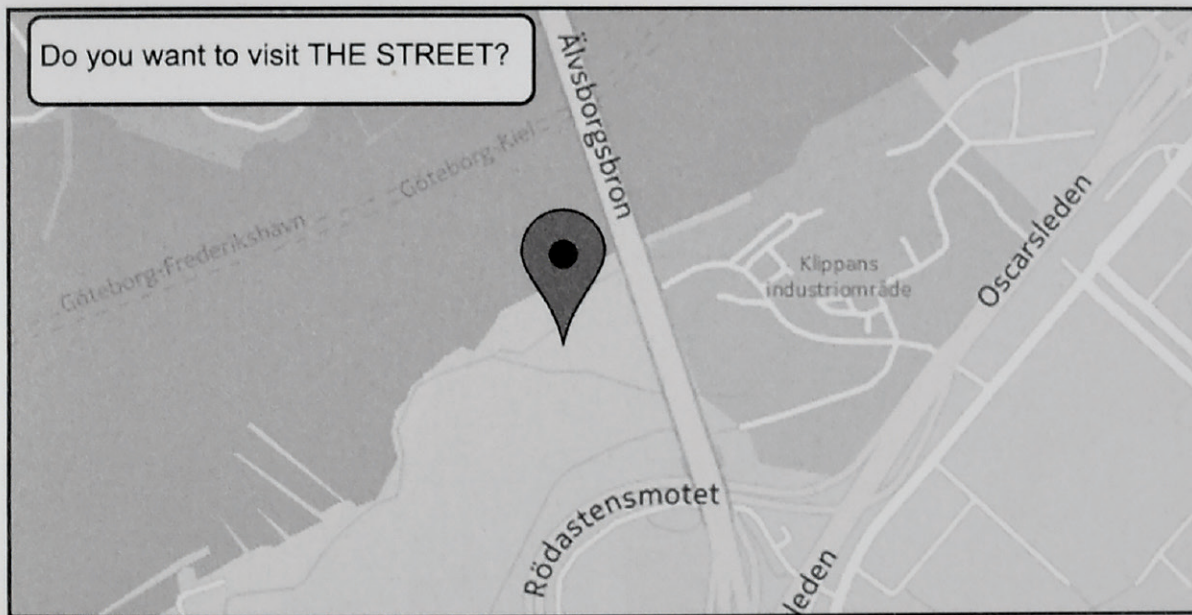 Do you want to visit THE STREET?
Älvsborgsbron
Göteborg-Kiel
Göteborg-Frederikshavn
Klippans
industriområde
Oscarsleden
Rödastensmotet
leden